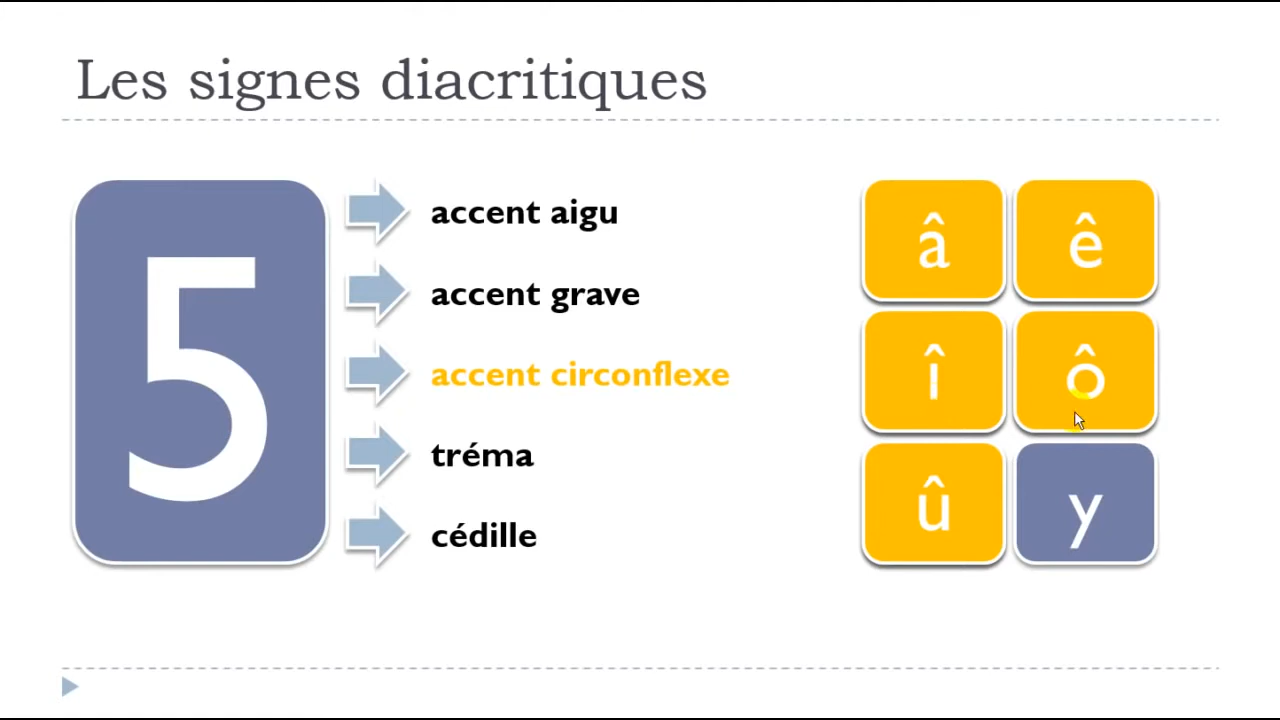 Les signes diacritiques
5
accent aigu
accent grave
accent circonflexe
tréma
cédille
â ê
î ô
û y